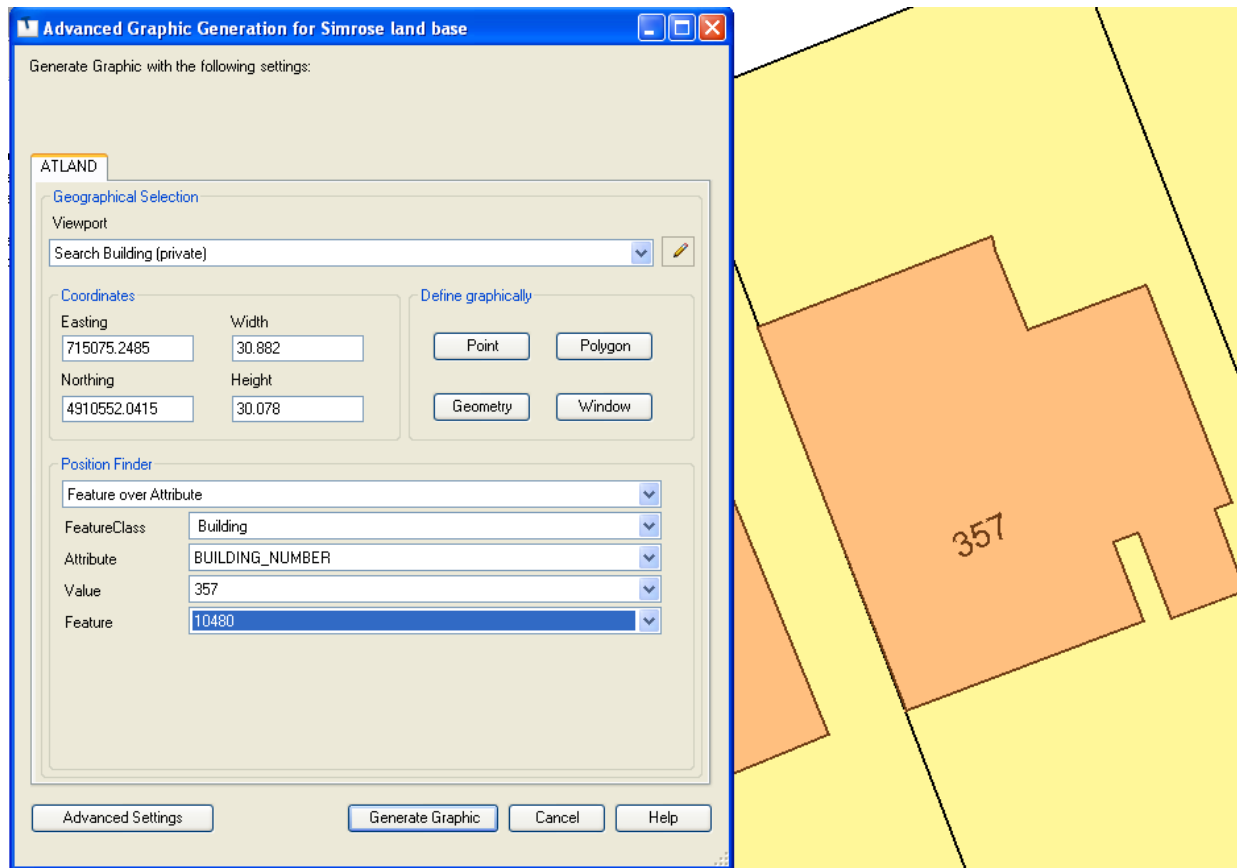 Advanced Graphic Generation for Simrose land base
Generate Graphic with the following settings:
ATLAND
Geographical Selection
Viewport
Search Building (private)
Coordinates
Define graphically
Easting
Width
715075.2485
30.882
Point
Polygon
Northing
Height
4910552.0415
30.078
Geometry
Window
Position Finder
Feature over Attribute
FeatureClass
Building
Attribute
BUILDING_NUMBER
Value
357
Feature
10480
Advanced Settings
Generate Graphic
Cancel
Help
357